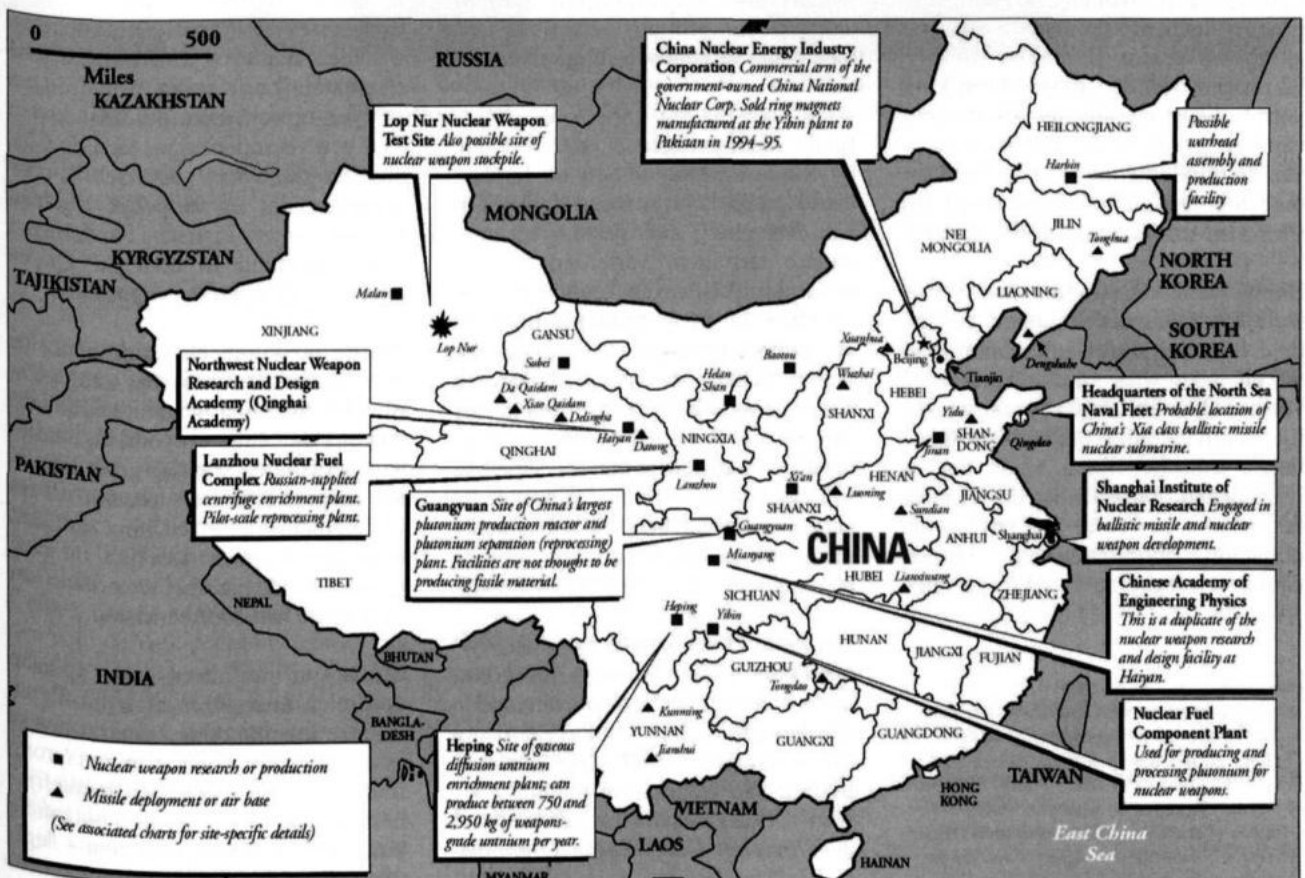 0 500
Miles
KAZAKHSTAN
RUSSIA
China Nuclear Energy Industry
Corporation Commercial arm of the
government-owned China National
Nuclear Corp. Sold ring magnets
manufactured at the Yibin plant to
Pakistan in 1994–95.
Lop Nur Nuclear Weapon
Test Site Also possible site of
nuclear weapon stockpile.
HEILONGJIANG
Harbin
Possible
warhead
assembly and
production
facility
MONGOLIA
NEI
MONGOLIA
JILIN
Tonghua
KYRGYZSTAN
TAJIKISTAN
NORTH
KOREA
LIAONING
Malan
XINJIANG
Lop Nur
GANSU
Subei
SOUTH
KOREA
Xuanhua
Beijing
Baotou
Wuzhai
HEBEI
Tianjin
Dengshahe
Northwest Nuclear Weapon
Research and Design
Academy (Qinghai
Academy)
Da Qaidam
Xiao Qaidam
Delingha
Helan
Shan
SHANXI
Headquarters of the North Sea
Naval Fleet Probable location of
China's Xia class ballistic missile
nuclear submarine.
Yidu
SHAN-
DONG
Jinan
Qingdao
Haiyan
Datong
QINGHAI
NINGXIA
PAKISTAN
Lanzhou Nuclear Fuel
Complex Russian-supplied
centrifuge enrichment plant.
Pilot-scale reprocessing plant.
Lanzhou
Xi'an
SHAANXI
HENAN
Luoning
Sundian
JIANGSU
ANHUI
Shanghai
Shanghai Institute of
Nuclear Research Engaged in
ballistic missile and nuclear
weapon development.
Guangyuan Site of China's largest
plutonium production reactor and
plutonium separation (reprocessing)
plant. Facilities are not thought to be
producing fissile material.
Guangyuan
Mianyang
CHINA
TIBET
HUBEI
Lianxiwang
ZHEJIANG
Chinese Academy of
Engineering Physics
This is a duplicate of the
nuclear weapon research
and design facility at
Haiyan.
NEPAL
SICHUAN
Heping
Yibin
HUNAN
JIANGXI
FUJIAN
BHUTAN
INDIA
GUIZHOU
Tongdao
BANGLA-
DESH
Kunming
YUNNAN
Jianshui
GUANGXI
GUANGDONG
Nuclear Fuel
Component Plant
Used for producing and
processing plutonium for
nuclear weapons.
Heping Site of gaseous
diffusion uranium
enrichment plant; can
produce between 750 and
2,950 kg of weapons-
grade uranium per year.
TAIWAN
HONG
KONG
VIETNAM
LAOS
MYANMAR
HAINAN
East China
Sea
Nuclear weapon research or production
Missile deployment or air base
(See associated charts for site-specific details)